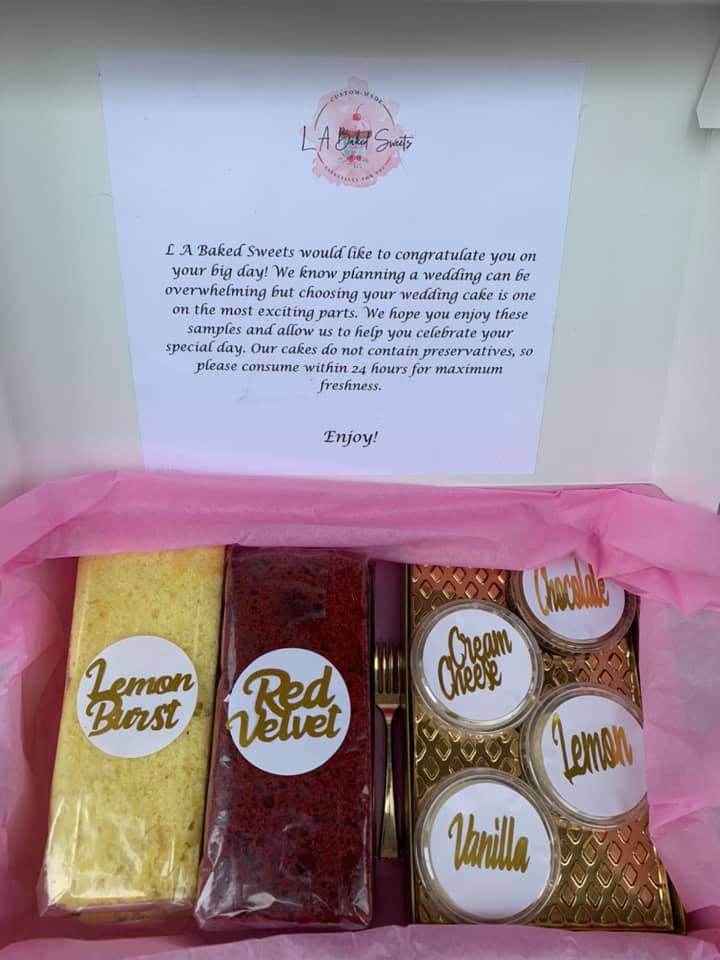 CUSTOM-MADE
L A Baked Sweets
ESPECIALLY FOR YOU
L A Baked Sweets would like to congratulate you on
your big day! We know planning a wedding can be
overwhelming but choosing your wedding cake is one
on the most exciting parts. We hope you enjoy these
samples and allow us to help you celebrate your
special day. Our cakes do not contain preservatives, so
please consume within 24 hours for maximum
freshness.
Enjoy!
Lemon
Burst
Red
Velvet
Chocolate
Cream
Cheese
Lemon
Vanilla